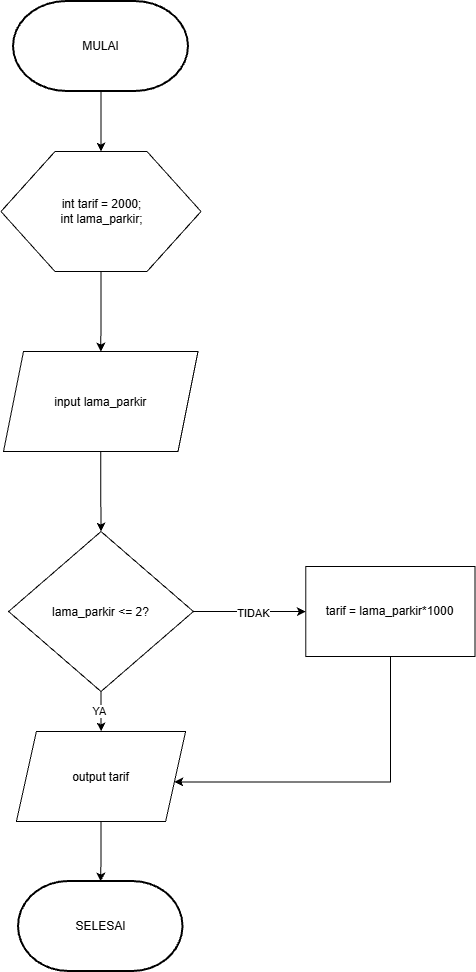 MULAI
int tarif = 2000;
int lama_parkir;
input lama_parkir
lama_parkir <= 2?
TIDAK
tarif = lama_parkir*1000
YA
output tarif
SELESAI